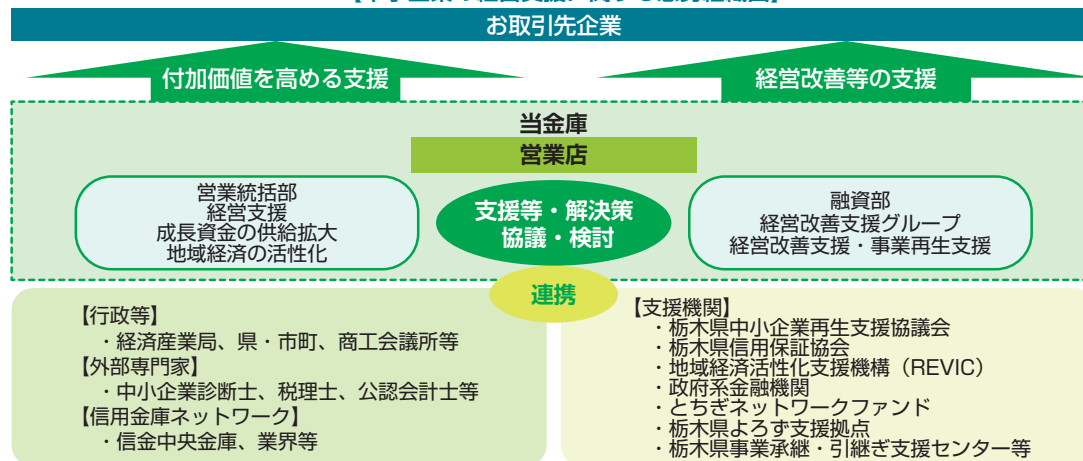 お取引先企業
付加価値を高める支援
経営改善等の支援
当金庫
営業店
営業統括部
経営支援
成長資金の供給拡大
地域経済の活性化
支援等・解決策
協議・検討
融資部
経営改善支援グループ
経営改善支援・事業再生支援
連携
【行政等】
・経済産業局、県・市町、商工会議所等
【外部専門家】
・中小企業診断士、税理士、公認会計士等
【信用金庫ネットワーク】
・信金中央金庫、業界等
【支援機関】
・栃木県中小企業再生支援協議会
・栃木県信用保証協会
・地域経済活性化支援機構（REVIC）
・政府系金融機関
・とちぎネットワークファンド
・栃木県よろず支援拠点
・栃木県事業承継・引継ぎ支援センター等